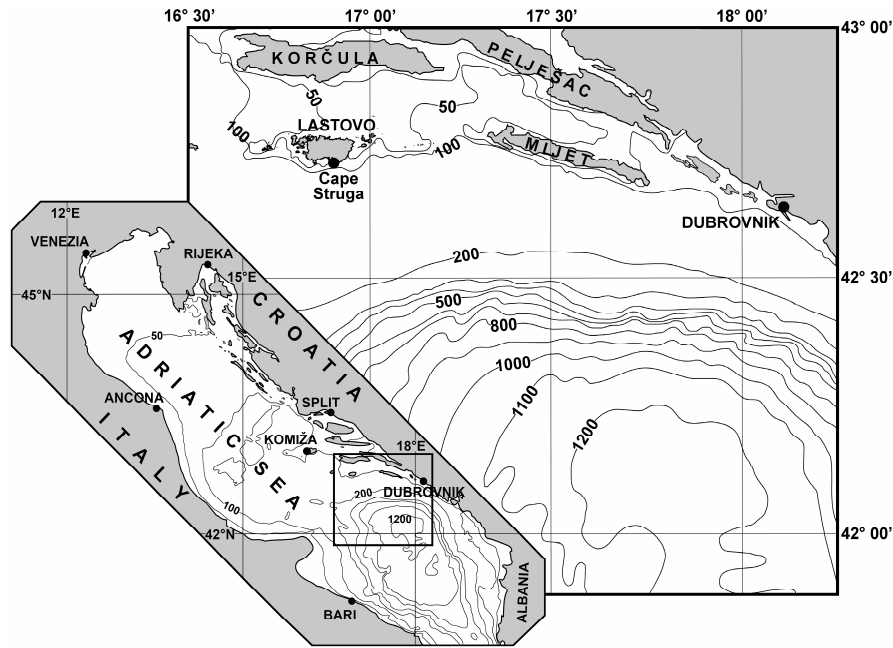 16° 30'
17° 00'
17° 30'
18° 00'
43° 00'
KORČULA
PELJEŠAC
50
50
LASTOVO
100
100
MLJET
Cape
Struga
DUBROVNIK
12°E
VENEZIA
RIJEKA
15°E
200
42° 30'
45°N
CROATIA
500
800
50
ADRIATIC SEA
1000
ANCONA
SPLIT
1100
ITALY
KOMIŽA
18°E
1200
200
DUBROVNIK
100
1200
42°N
42° 00'
ALBANIA
BARI